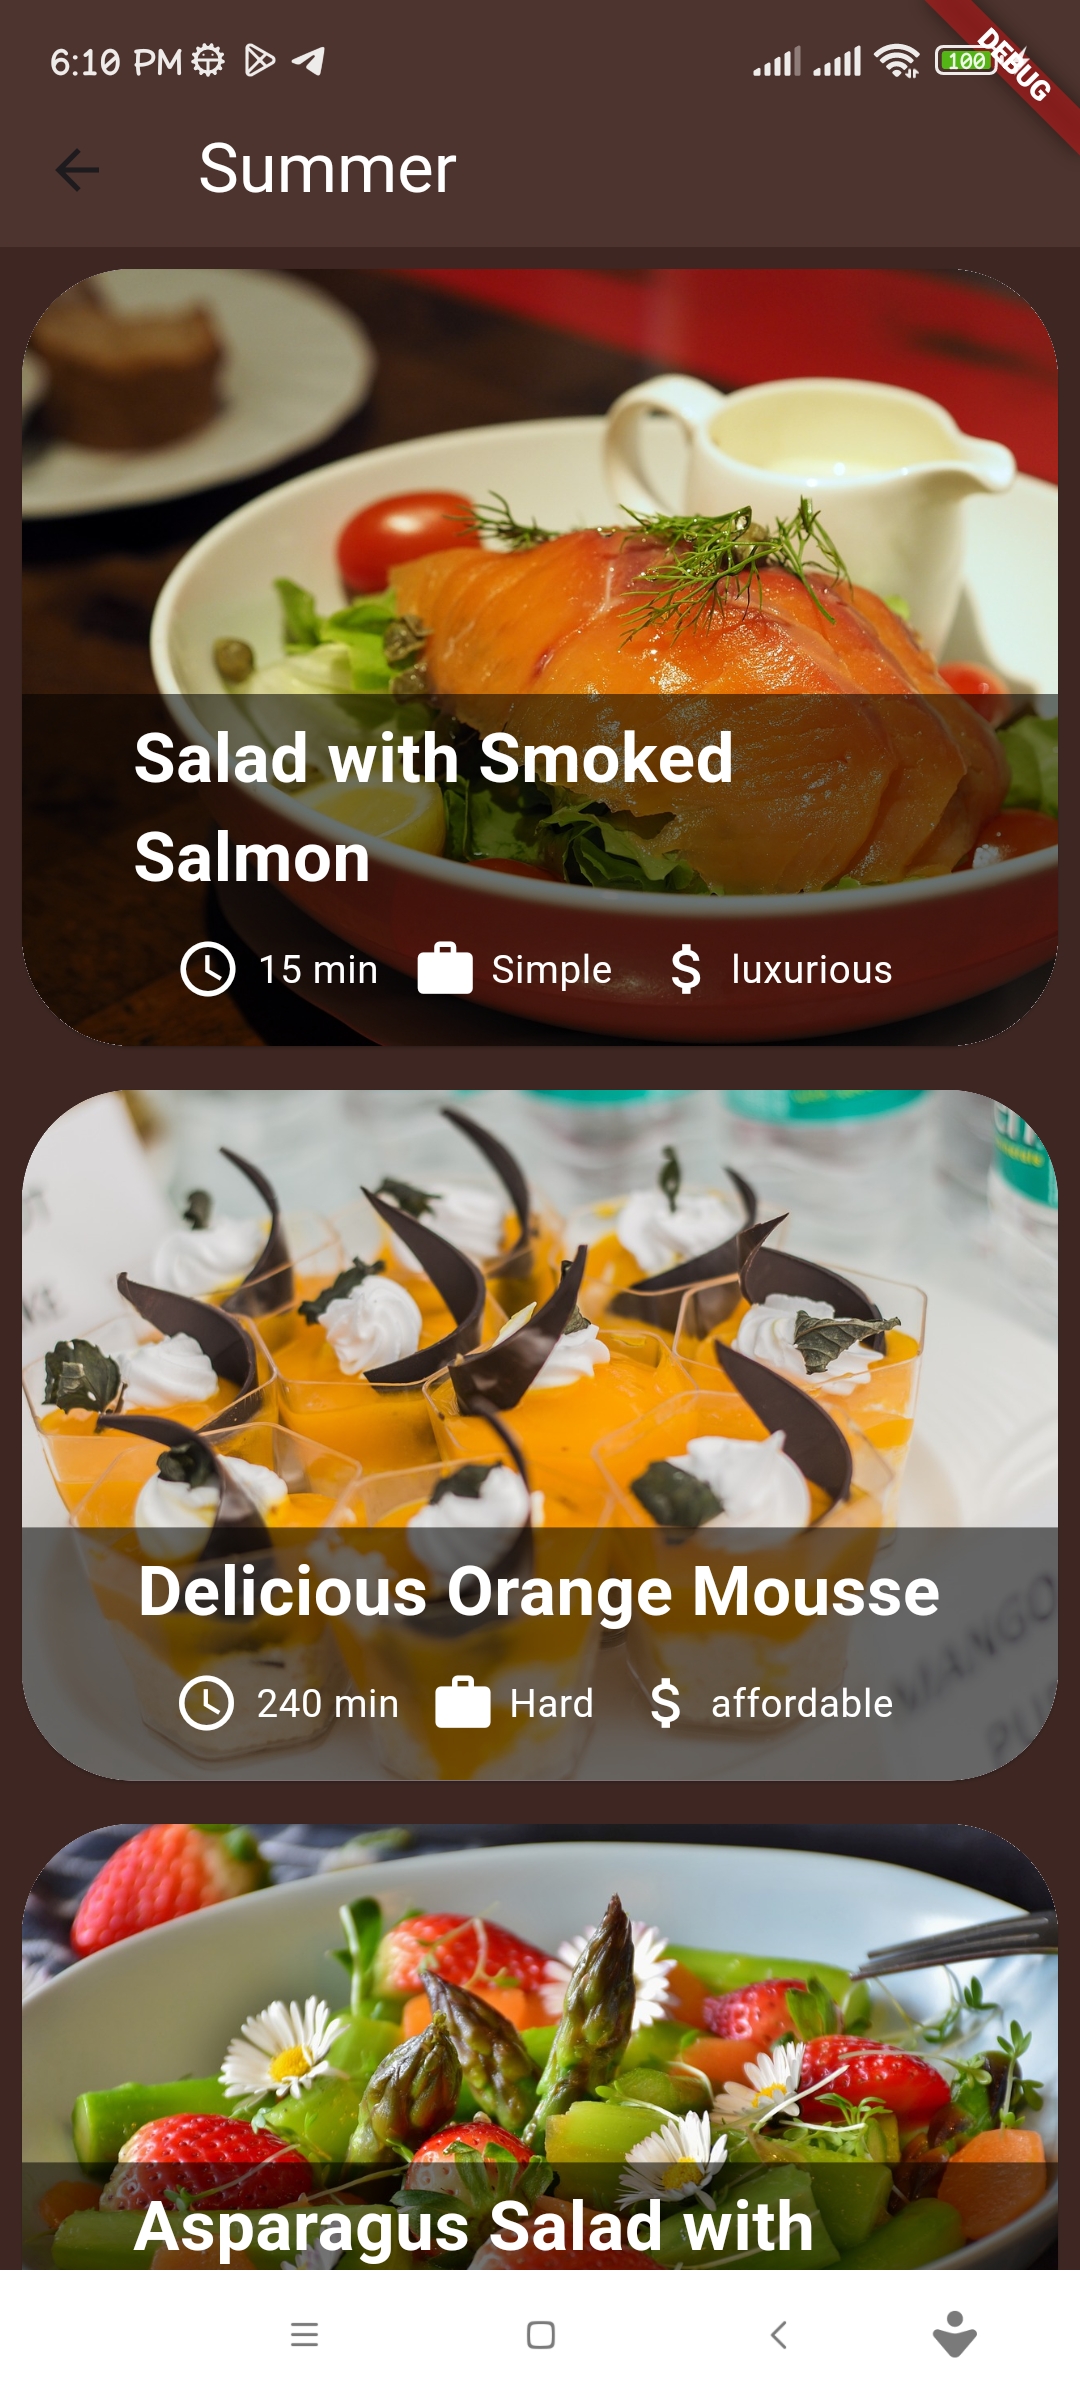 6:10 PM
100
DEBUG
Summer
Salad with Smoked
Salmon
15 min Simple $ luxurious
Delicious Orange Mousse
MANGO
240 min Hard $ affordable
Asparagus Salad with